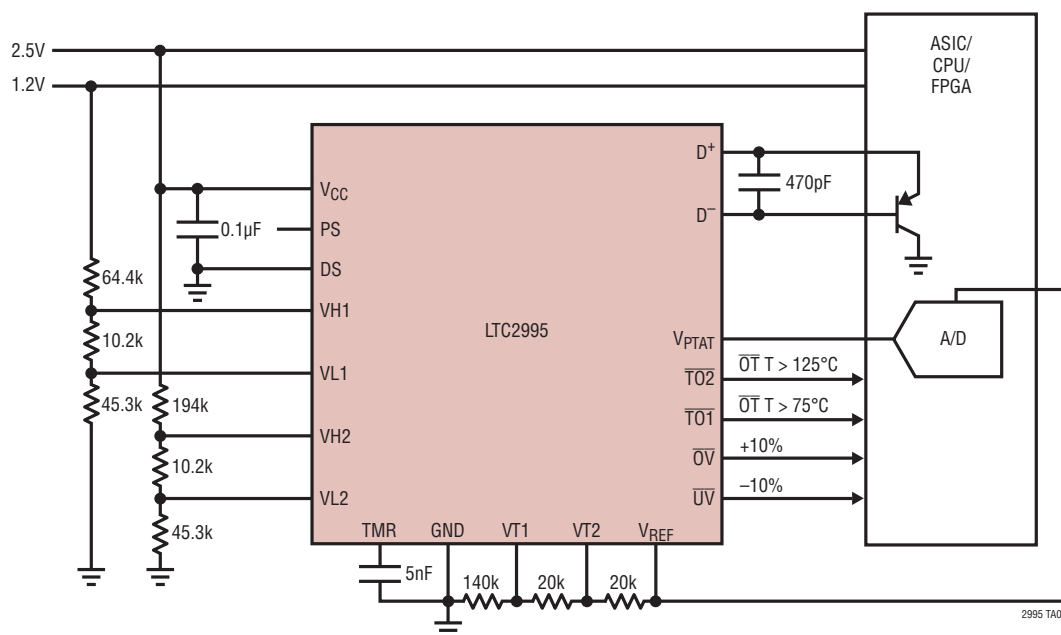 2.5V
1.2V
ASIC/
CPU/
FPGA
D+
470pF
D−
VCC
0.1µF
PS
DS
64.4k
VH1
10.2k
VL1
45.3k
194k
VH2
10.2k
VL2
45.3k
LTC2995
VPTAT
A/D
TO2
OT T > 125°C
TO1
OT T > 75°C
OV
+10%
UV
–10%
TMR
GND
VT1
VT2
VREF
5nF
140k
20k
20k
2995 TA0